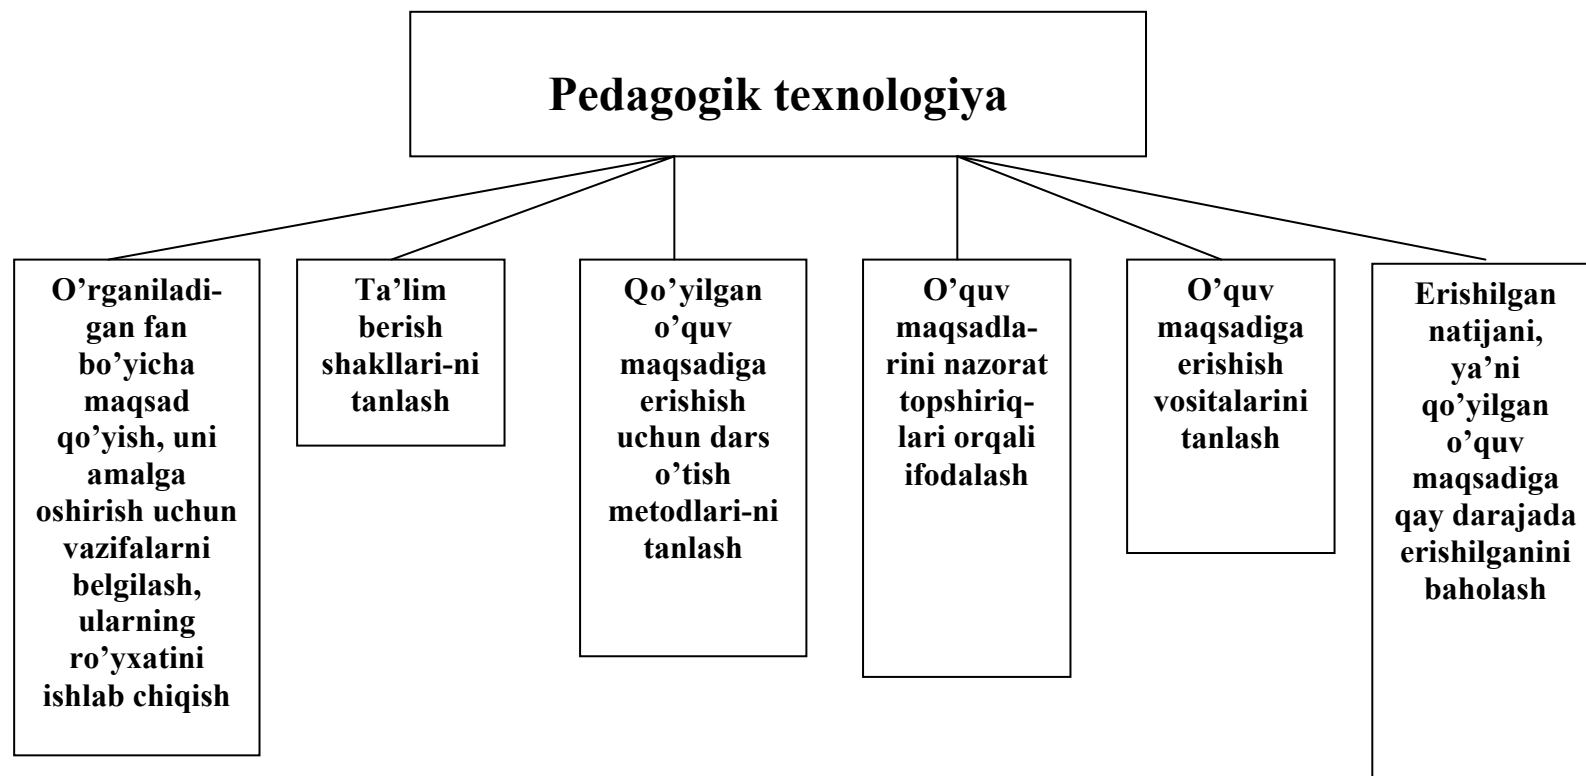 Pedagogik texnologiya
O’rganiladi-
gan fan
bo’yicha
maqsad
qo’yish, uni
amalga
oshirish uchun
vazifalarni
belgilash,
ularning
ro’yxatini
ishlab chiqish
Ta’lim
berish
shakllari-ni
tanlash
Qo’yilgan
o’quv
maqsadiga
erishish
uchun dars
o’tish
metodlari-ni
tanlash
O’quv
maqsadla-
rini nazorat
topshiriq-
lari orqali
ifodalash
O’quv
maqsadiga
erishish
vositalarini
tanlash
Erishilgan
natijani,
ya’ni
qo’yilgan
o’quv
maqsadiga
qay darajada
erishilganini
baholash